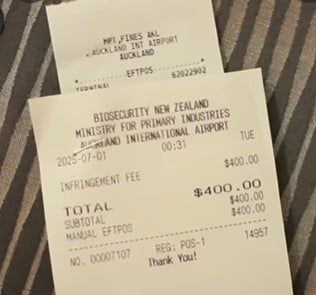 MPI FINES AKL
AUCKLAND INT AIRPORT
AUCKLAND
*----------EFTPOS----------*
TERMINAL 62022902
BIOSECURITY NEW ZEALAND
MINISTRY FOR PRIMARY INDUSTRIES
AUCKLAND INTERNATIONAL AIRPORT
2025-07-01 00:31 TUE
INFRINGEMENT FEE $400.00
TOTAL $400.00
SUBTOTAL $400.00
MANUAL EFTPOS $400.00
NO. 00007107 REG: POS-1 14957
Thank You!